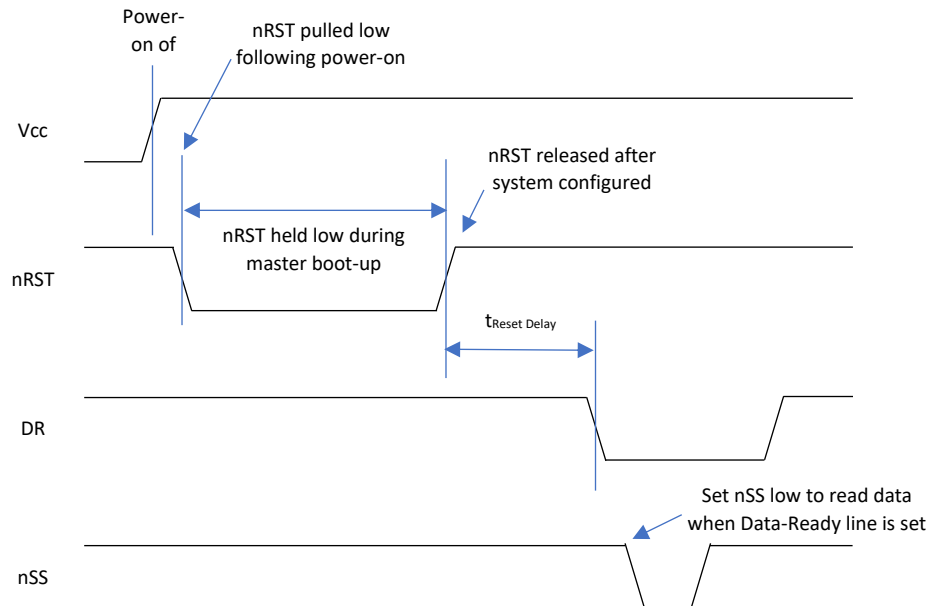 Power-
on of
nRST pulled low
following power-on
Vcc
nRST released after
system configured
nRST held low during
master boot-up
nRST
tReset Delay
DR
Set nSS low to read data
when Data-Ready line is set
nSS